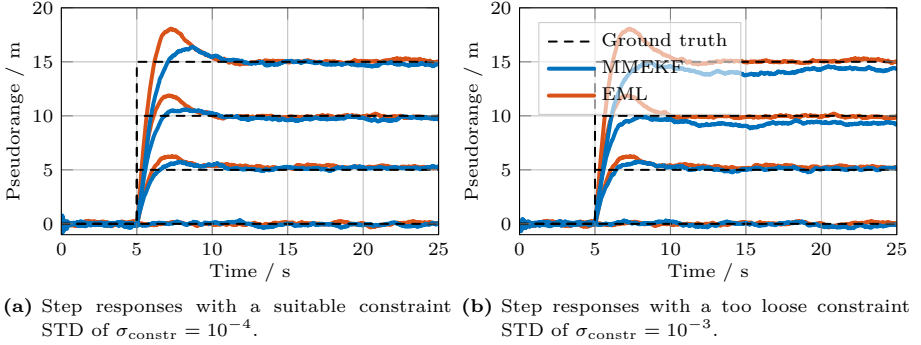 20
15
10
5
0
Pseudorange / m
0 5 10 15 20 25
Time / s
20
15
10
5
0
Pseudorange / m
0 5 10 15 20 25
Time / s
Ground truth
MMEKF
EML
(a) Step responses with a suitable constraint
STD of σ_constr = 10⁻⁴.
(b) Step responses with a too loose constraint
STD of σ_constr = 10⁻³.